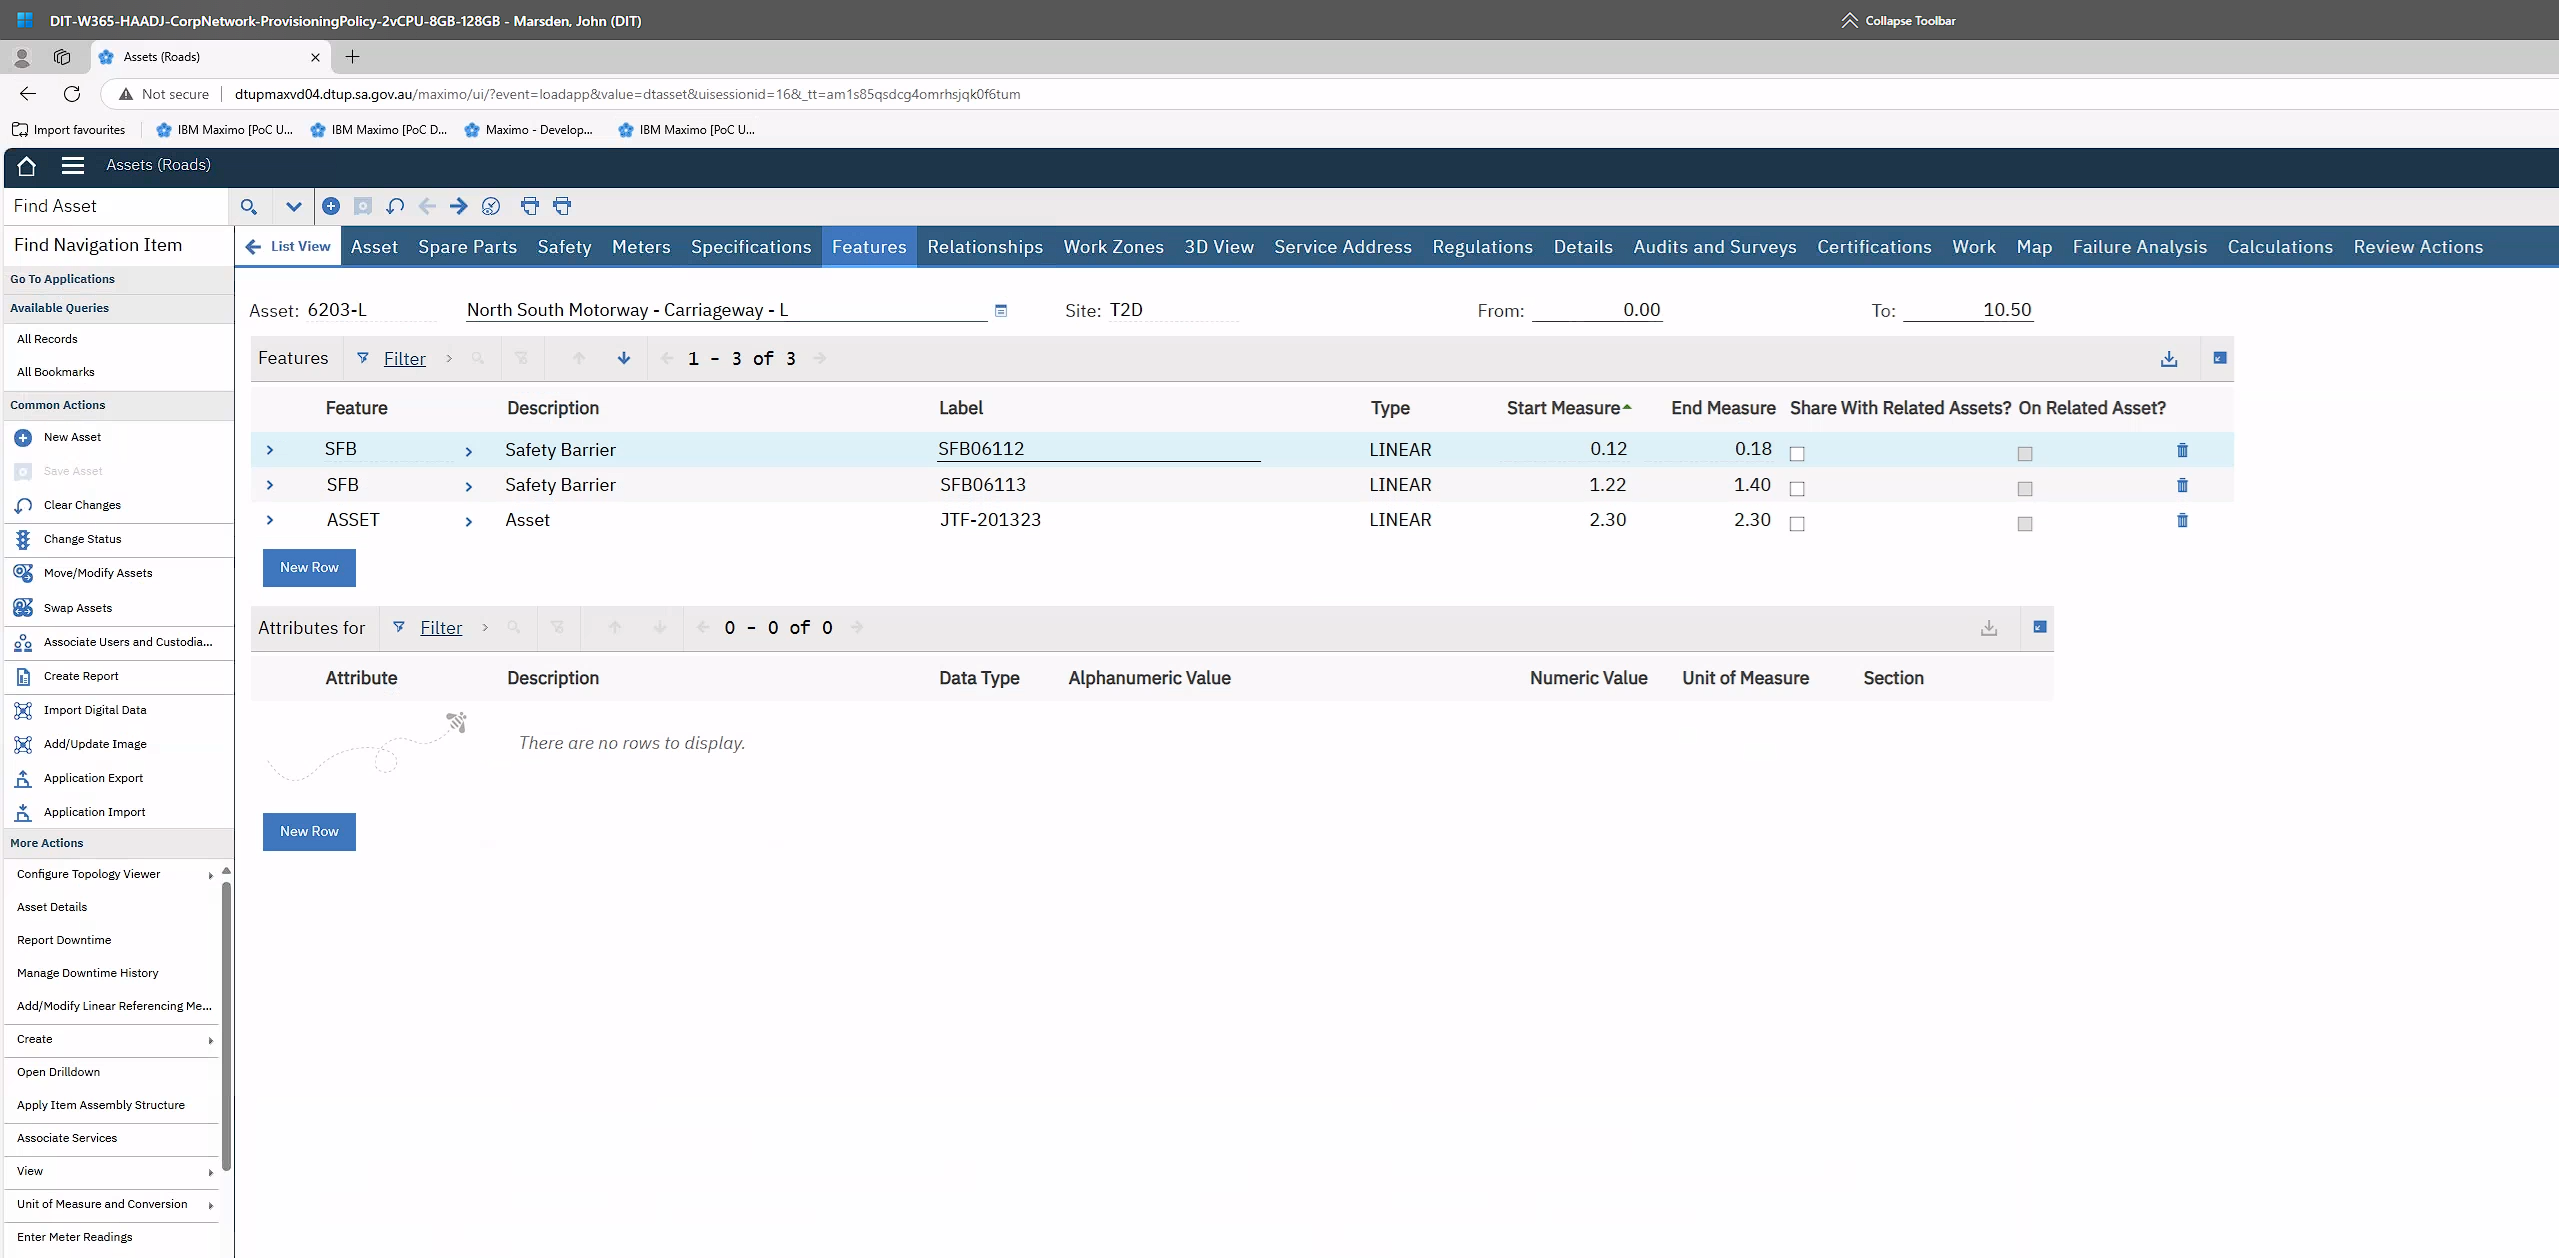 DIT-W365-HAADJ-CorpNetwork-ProvisioningPolicy-2vCPU-8GB-128GB - Marsden, John (DIT)
Collapse Toolbar
Assets (Roads)
Not secure
dtupmaxvd04.dtup.sa.gov.au/maximo/ui/?event=loadapp&value=dtasset&uisessionid=16&_tt=am1s85qsdcg4omrhsjqk0f6tum
Import favourites
IBM Maximo [PoC U...
IBM Maximo [PoC D...
Maximo - Develop...
IBM Maximo [PoC U...
Assets (Roads)
Find Asset
Find Navigation Item
Go To Applications
Available Queries
All Records
All Bookmarks
Common Actions
New Asset
Save Asset
Clear Changes
Change Status
Move/Modify Assets
Swap Assets
Associate Users and Custodia...
Create Report
Import Digital Data
Add/Update Image
Application Export
Application Import
More Actions
Configure Topology Viewer
Asset Details
Report Downtime
Manage Downtime History
Add/Modify Linear Referencing Me...
Create
Open Drilldown
Apply Item Assembly Structure
Associate Services
View
Unit of Measure and Conversion
Enter Meter Readings
List View Asset Spare Parts Safety Meters Specifications Features Relationships Work Zones 3D View Service Address Regulations Details Audits and Surveys Certifications Work Map Failure Analysis Calculations Review Actions
Asset: 6203-L North South Motorway - Carriageway - L Site: T2D From: 0.00 To: 10.50
Features Filter 1 - 3 of 3
Feature Description Label Type Start Measure End Measure Share With Related Assets? On Related Asset?
SFB Safety Barrier SFB06112 LINEAR 0.12 0.18
SFB Safety Barrier SFB06113 LINEAR 1.22 1.40
ASSET Asset JTF-201323 LINEAR 2.30 2.30
New Row
Attributes for Filter 0 - 0 of 0
Attribute Description Data Type Alphanumeric Value Numeric Value Unit of Measure Section
There are no rows to display.
New Row